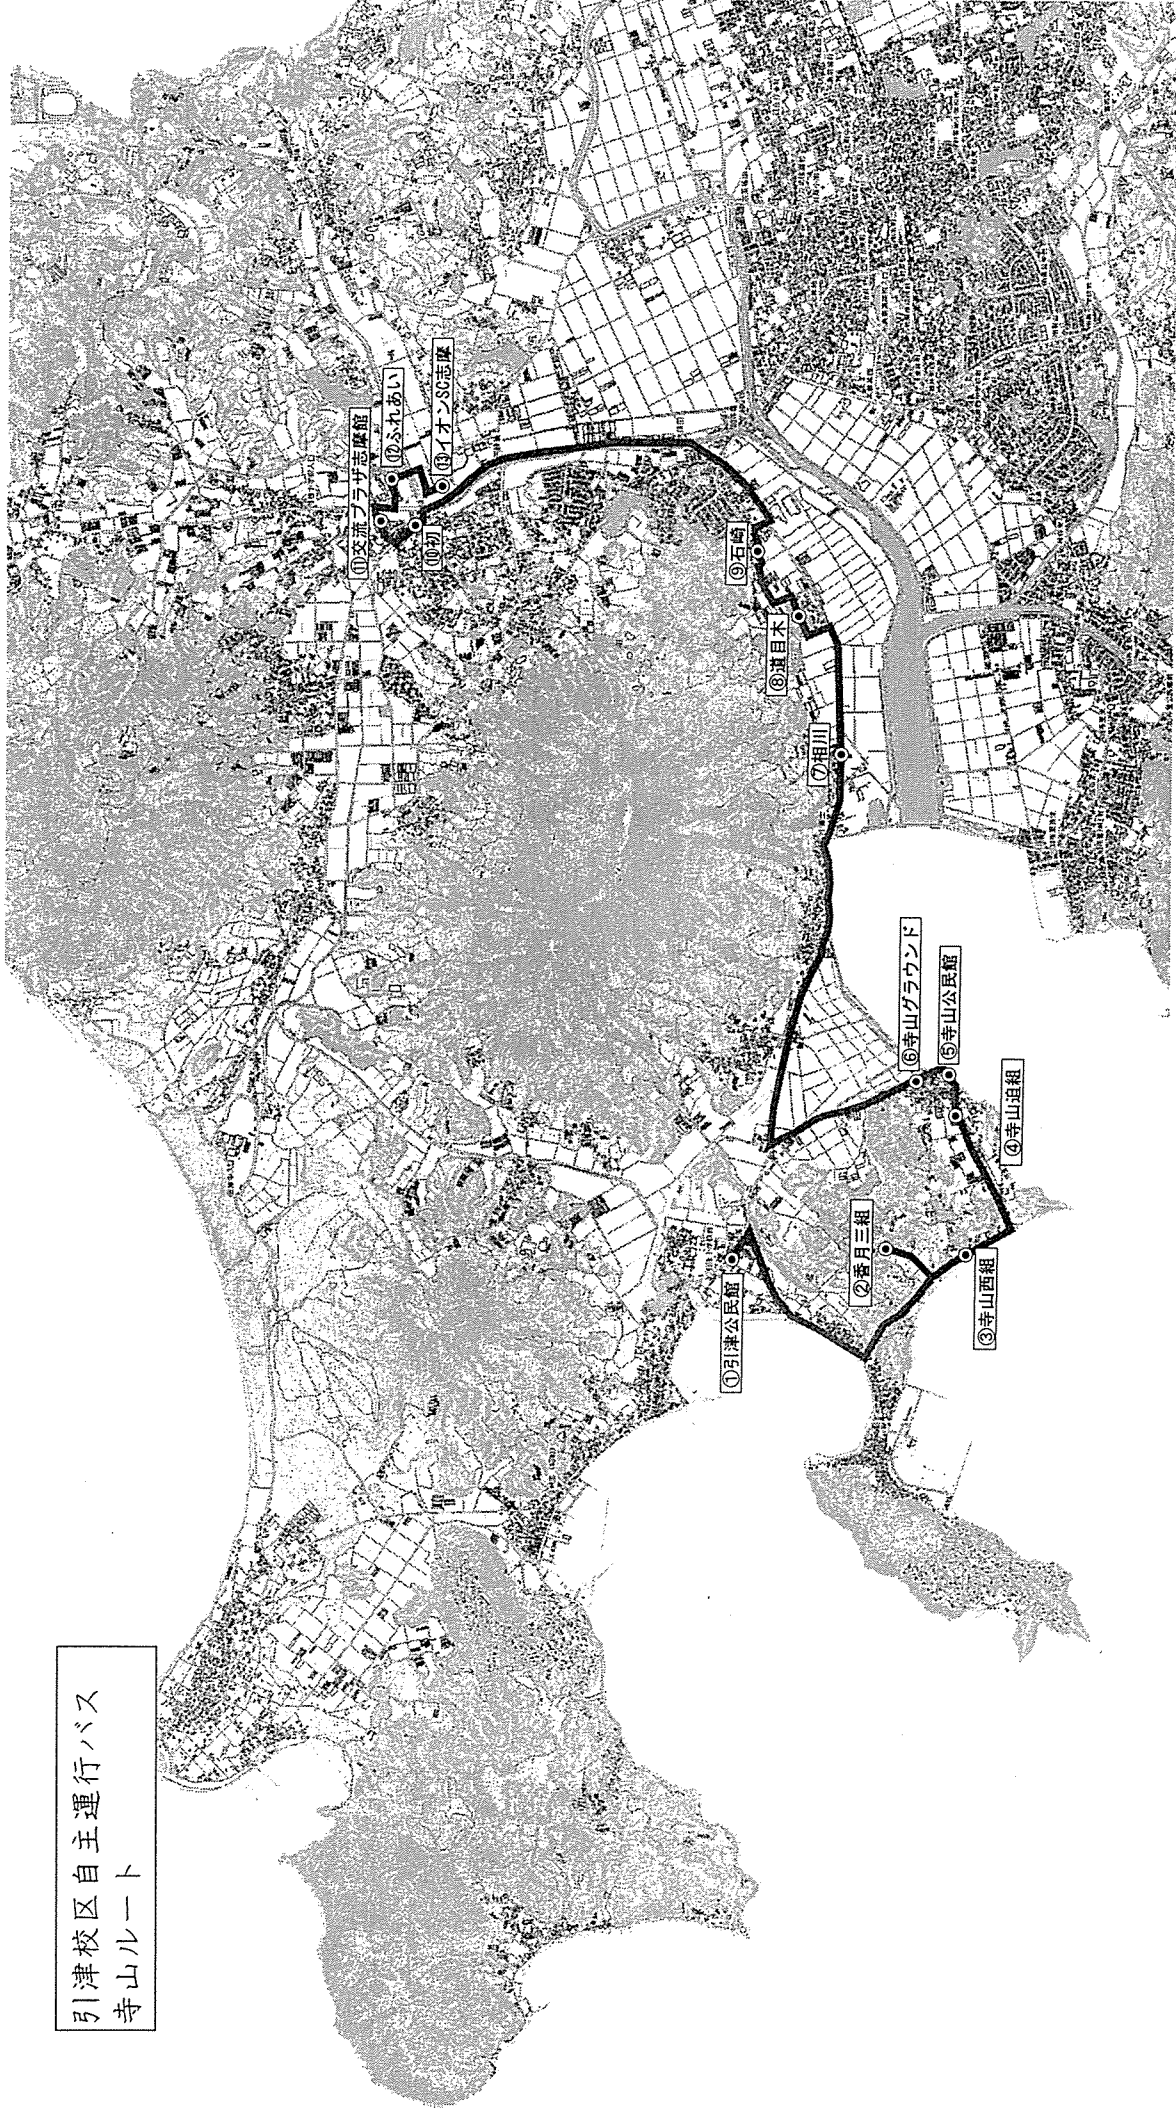 引津校区自主運行バス
寺山ルート
①引津公民館
②香月三組
③寺山西組
④寺山迫組
⑤寺山公民館
⑥寺山グラウンド
⑦相川
⑧道目木
⑨石崎
⑩初
⑪交流プラザ志摩館
⑫ふれあい
⑬イオンSC志摩